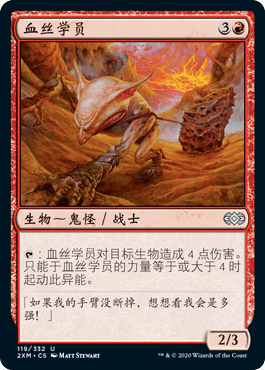 血丝学员 3
生物～鬼怪 / 战士
：血丝学员对目标生物造成 4 点伤害。
只能于血丝学员的力量等于或大于 4 时
起动此异能。
「如果我的手臂没断掉，想想看我会是多
强！」
2/3
119/332 U
2XM • CS MATT STEWART
™ & © 2020 Wizards of the Coast